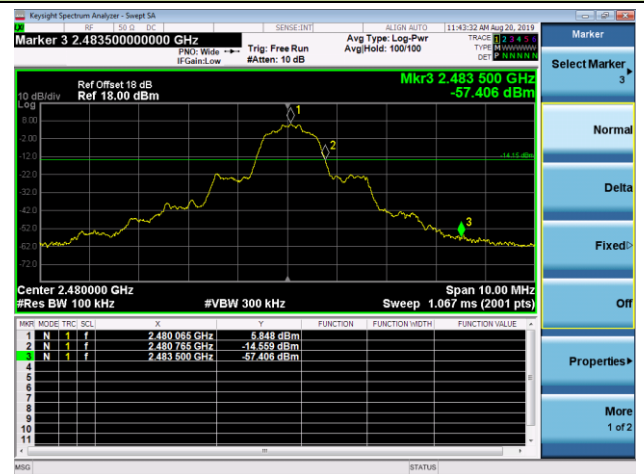 Keysight Spectrum Analyzer - Swept SA
RF 50 Ω DC SENSE:INT ALIGN AUTO 11:43:32 AM Aug 20, 2019
Marker 3 2.483500000000 GHz
PNO: Wide
IFGain:Low
Trig: Free Run
#Atten: 10 dB
Avg Type: Log-Pwr
Avg|Hold: 100/100
TRACE 1 2 3 4 5 6
TYPE M W W W W W
DET P N N N N N
Marker
Select Marker
3
Normal
Delta
Fixed
Off
Properties
More
1 of 2
Ref Offset 18 dB
10 dB/div Ref 18.00 dBm
Log
Mkr3 2.483 500 GHz
-57.406 dBm
8.00
-2.00
-12.0
-22.0
-32.0
-42.0
-52.0
-62.0
-72.0
1
2
3
-14.15 dBm
Center 2.480000 GHz Span 10.00 MHz
#Res BW 100 kHz #VBW 300 kHz Sweep 1.067 ms (2001 pts)
MKR MODE TRC SCL X Y FUNCTION FUNCTION WIDTH FUNCTION VALUE
1 N 1 f 2.480 065 GHz 5.848 dBm
2 N 1 f 2.480 765 GHz -14.559 dBm
3 N 1 f 2.483 500 GHz -57.406 dBm
4
5
6
7
8
9
10
11
MSG STATUS